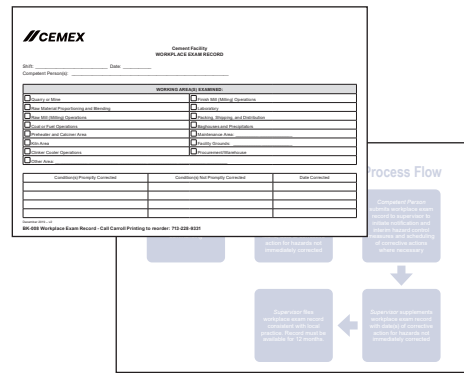 CEMEX
Cement Facility
WORKPLACE EXAM RECORD
Shift: Date:
Competent Person(s):
WORKING AREA(S) EXAMINED:
Quarry or Mine
Finish Mill (Milling) Operations
Raw Material Proportioning and Blending
Laboratory
Raw Mill (Milling) Operations
Packing, Shipping, and Distribution
Coal or Fuel Operations
Baghouses and Precipitators
Preheater and Calciner Area
Maintenance Area:
Kiln Area
Facility Grounds:
Clinker Cooler Operations
Procurement/Warehouse
Other Area:
Condition(s) Promptly Corrected
Condition(s) Not Promptly Corrected
Date Corrected
BK-008 Workplace Exam Record - Call Carroll Printing to reorder: 713-228-9331
Process Flow
Competent Person
submits workplace exam
record to supervisor to
initiate notification and
interim hazard control
measures and scheduling
of corrective actions
where necessary
action for hazards not
immediately corrected
Supervisor files
workplace exam record
consistent with local
practice. Record must be
available for 12 months.
Supervisor supplements
workplace exam record
with date(s) of corrective
action for hazards not
immediately corrected